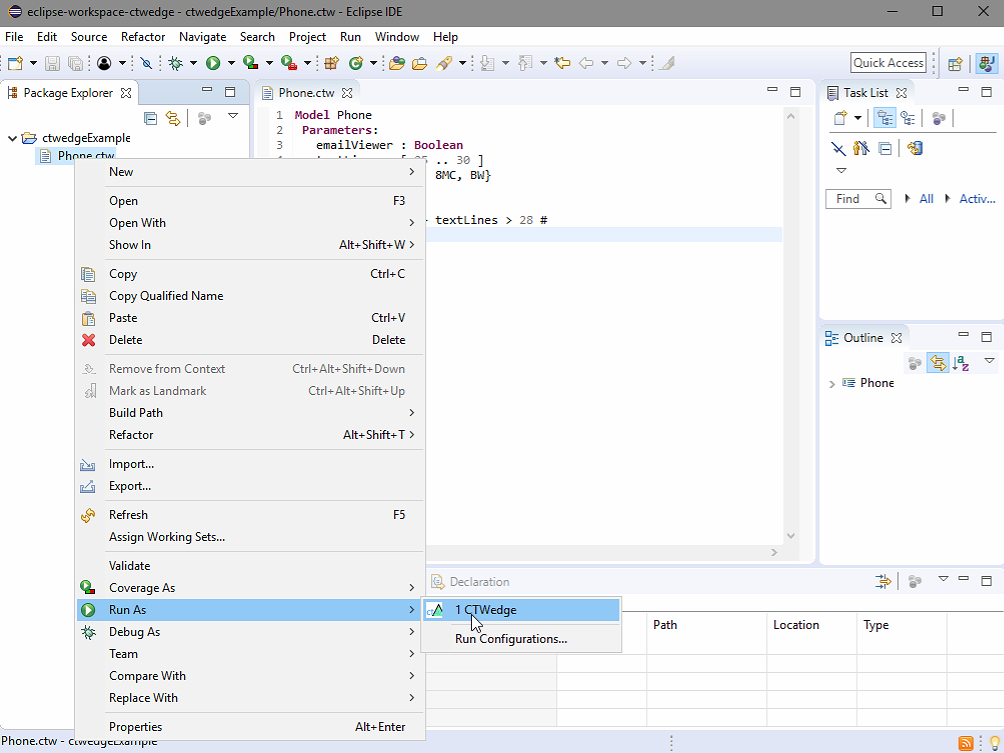 eclipse-workspace-ctwedge - ctwedgeExample/Phone.ctw - Eclipse IDE
File Edit Source Refactor Navigate Search Project Run Window Help
Quick Access
Package Explorer
ctwedgeExample
Phone.ctw
Phone.ctw
1 Model Phone
2 Parameters:
3 emailViewer : Boolean
30 ]
8MC, BW}
textLines > 28 #
Task List
Find All Activ...
Outline
Phone
New
Open F3
Open With
Show In Alt+Shift+W
Copy Ctrl+C
Copy Qualified Name
Paste Ctrl+V
Delete Delete
Remove from Context Ctrl+Alt+Shift+Down
Mark as Landmark Ctrl+Alt+Shift+Up
Build Path
Refactor Alt+Shift+T
Import...
Export...
Refresh F5
Assign Working Sets...
Validate
Coverage As
Run As
Debug As
Team
Compare With
Replace With
Properties Alt+Enter
1 CTWedge
Run Configurations...
Declaration
Path Location Type
Phone.ctw - ctwedgeExample